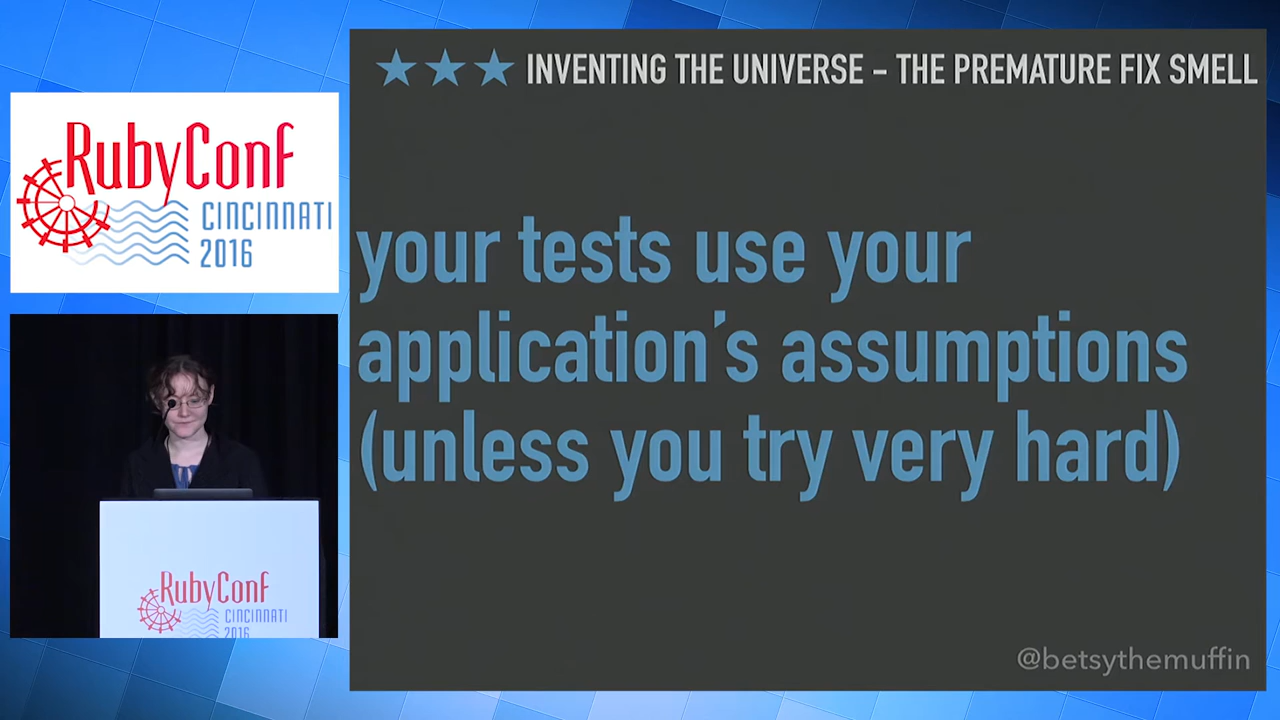 ★★★ INVENTING THE UNIVERSE – THE PREMATURE FIX SMELL
RubyConf
CINCINNATI
2016
your tests use your
application's assumptions
(unless you try very hard)
RubyConf
CINCINNATI
2016
@betsythemuffin